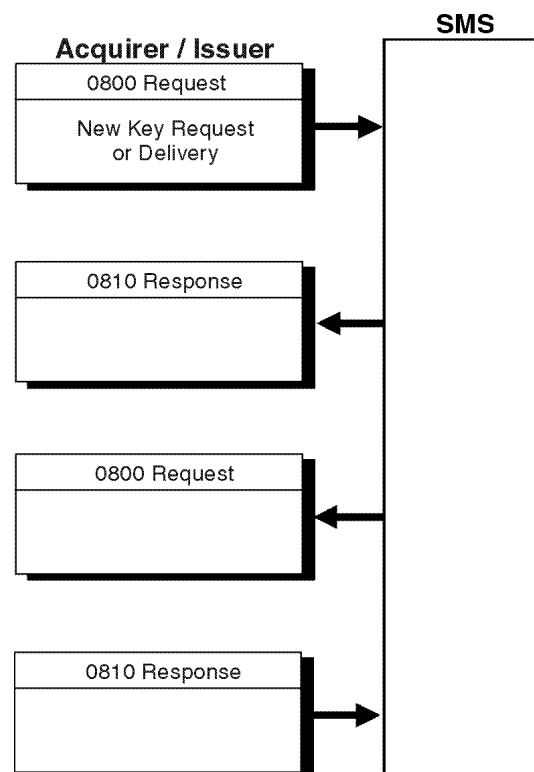 SMS
Acquirer / Issuer
0800 Request
New Key Request
or Delivery
0810 Response
0800 Request
0810 Response